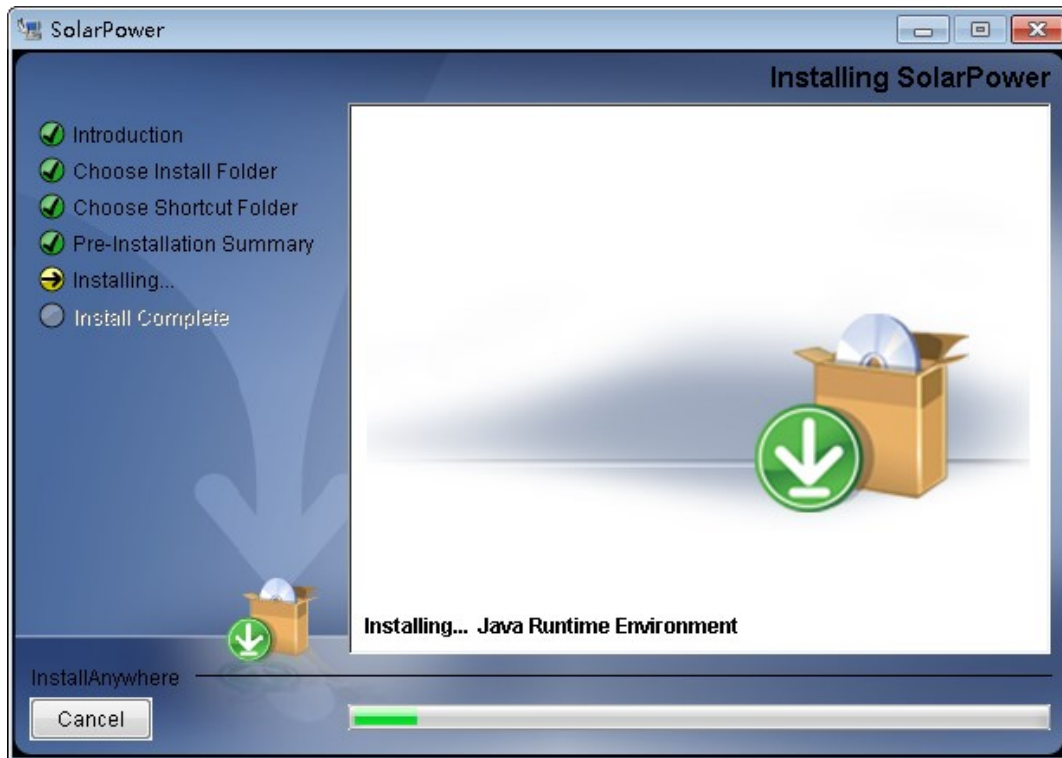 SolarPower
Installing SolarPower
Introduction
Choose Install Folder
Choose Shortcut Folder
Pre-Installation Summary
Installing...
Install Complete
Installing... Java Runtime Environment
InstallAnywhere
Cancel